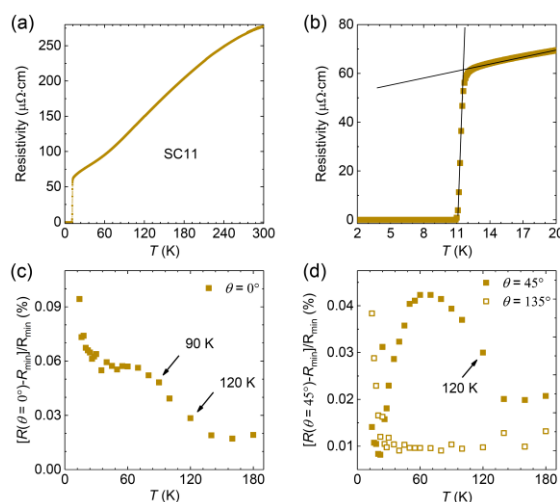 (a)
Resistivity (μΩ·cm)
250
200
150
100
50
0
SC11
0 60 120 180 240 300
T (K)
(b)
Resistivity (μΩ·cm)
80
60
40
20
0
2 5 8 11 14 17 20
T (K)
(c)
[R(θ = 0°)-Rmin]/Rmin (%)
0.09
0.06
0.03
0.00
θ = 0°
90 K
120 K
0 30 60 90 120 150 180
T (K)
(d)
[R(θ = 45°)-Rmin]/Rmin (%)
0.04
0.03
0.02
0.01
θ = 45°
θ = 135°
120 K
0 60 120 180
T (K)